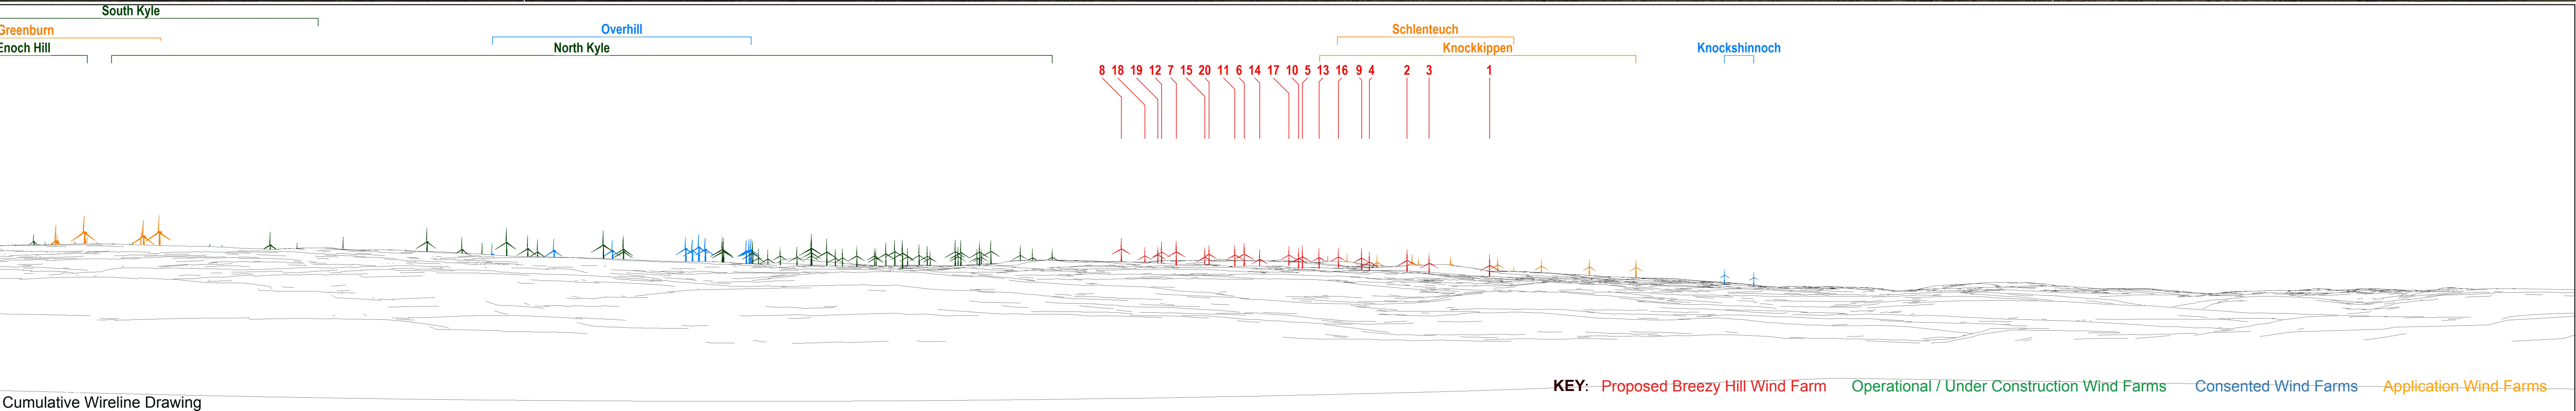 South Kyle
Greenburn
Overhill
Schlenteuch
Enoch Hill
North Kyle
Knockkippen
Knockshinnoch
8 18 19 12 7 15 20 11 6 14 17 10 5 13 16 9 4 2 3 1
KEY: Proposed Breezy Hill Wind Farm Operational / Under Construction Wind Farms Consented Wind Farms Application Wind Farms
Cumulative Wireline Drawing